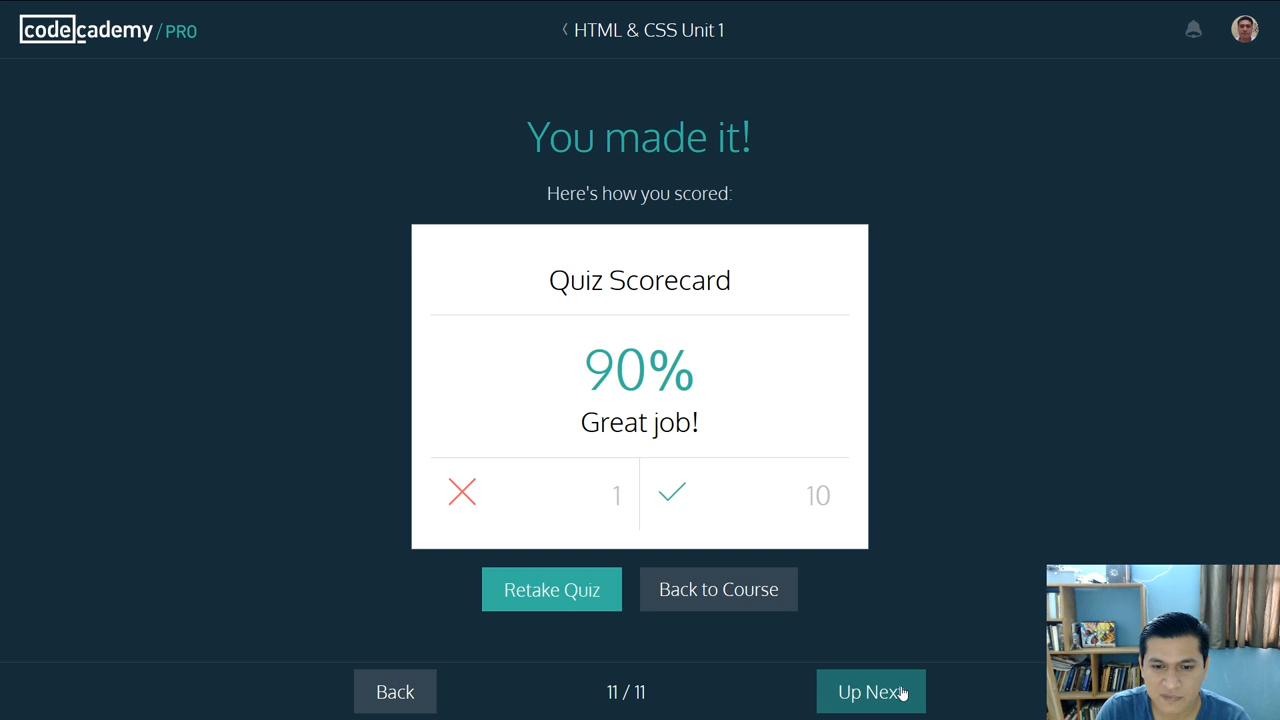 codecademy / PRO
〈 HTML & CSS Unit 1
You made it!
Here's how you scored:
Quiz Scorecard
90%
Great job!
1
10
Retake Quiz
Back to Course
Back
11 / 11
Up Next